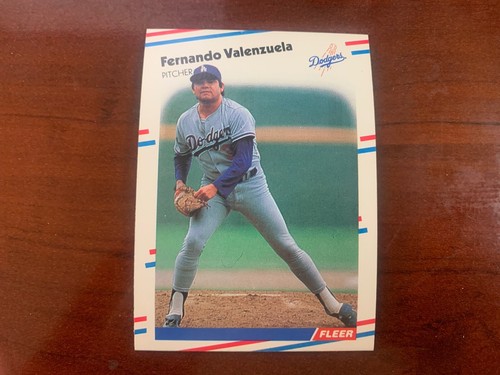 Fernando Valenzuela
PITCHER
Dodgers
Dodgers
FLEER